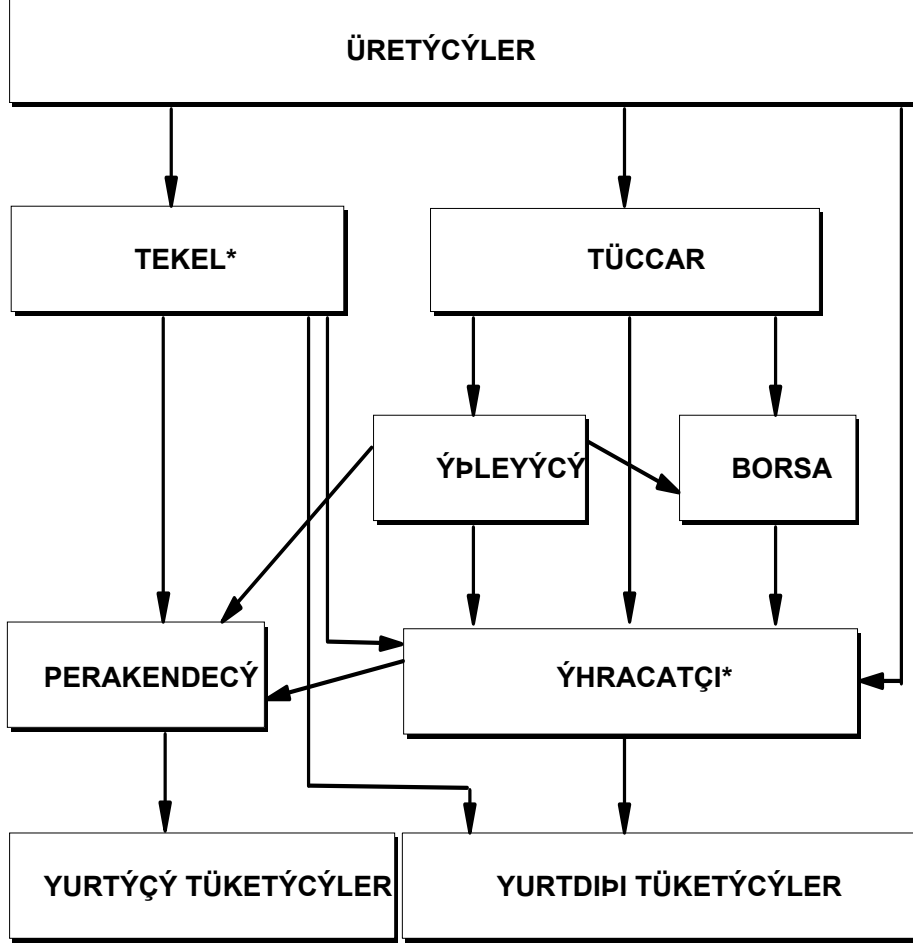 ÜRETÝCÝLER
TEKEL*
TÜCCAR
ÝÞLEYÝCÝ
BORSA
PERAKENDECÝ
ÝHRACATÇI*
YURTÝÇÝ TÜKETÝCÝLER
YURTDIÞI TÜKETÝCÝLER